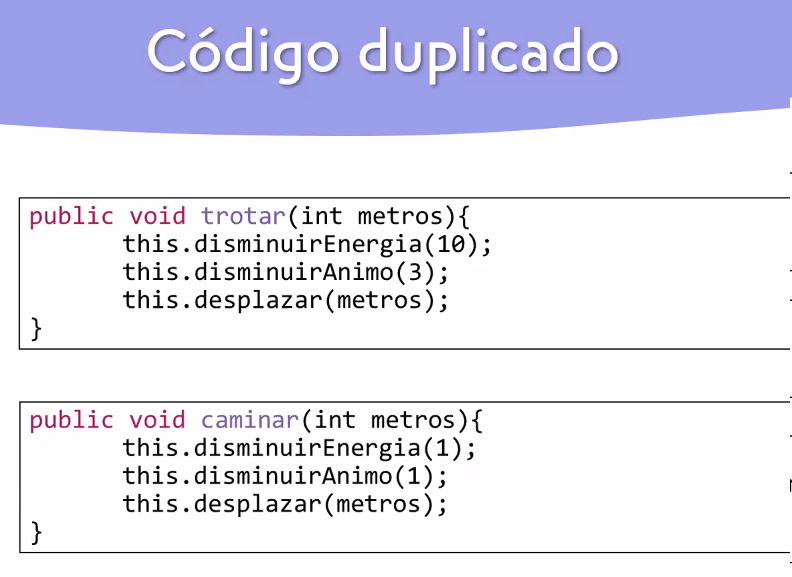 Código duplicado
public void trotar(int metros){
this.disminuirEnergia(10);
this.disminuirAnimo(3);
this.desplazar(metros);
}
public void caminar(int metros){
this.disminuirEnergia(1);
this.disminuirAnimo(1);
this.desplazar(metros);
}